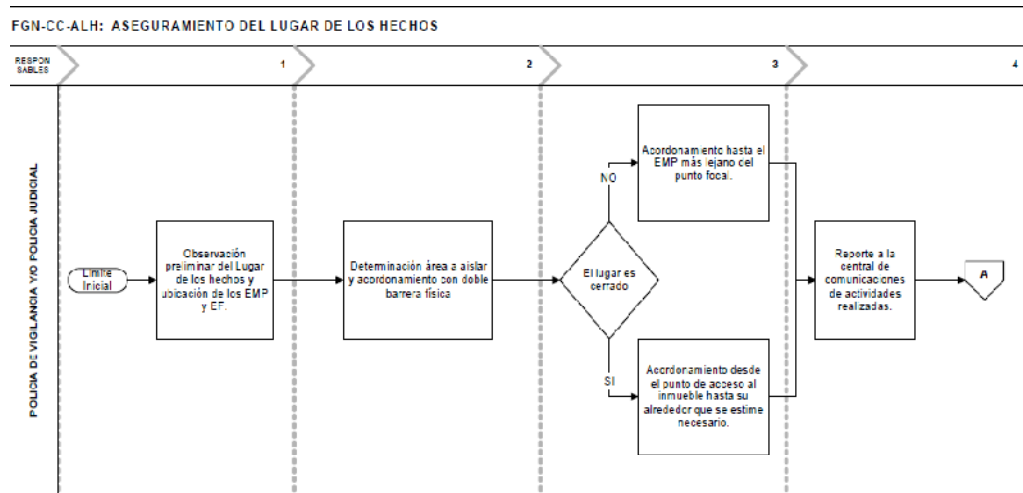 FGN-CC-ALH: ASEGURAMIENTO DEL LUGAR DE LOS HECHOS
RESPON
SABLES
1
2
3
4
POLICIA DE VIGLANCIA Y/O POLICIA JUDICIAL
Límite
Inicial
Observación
preliminar del Lugar
de los hechos y
ubicación de los EMP
y EF.
Determinación área a aislar
y acordonamiento con doble
barrera física
El lugar es
cerrado
NO
Acordonamiento hasta el
EMP más lejano del
punto focal.
SI
Acordonamiento desde
el punto de acceso al
inmueble hasta su
alrededor que se estime
necesario.
Reporte a la
central de
comunicaciones
de actividades
realizadas.
A